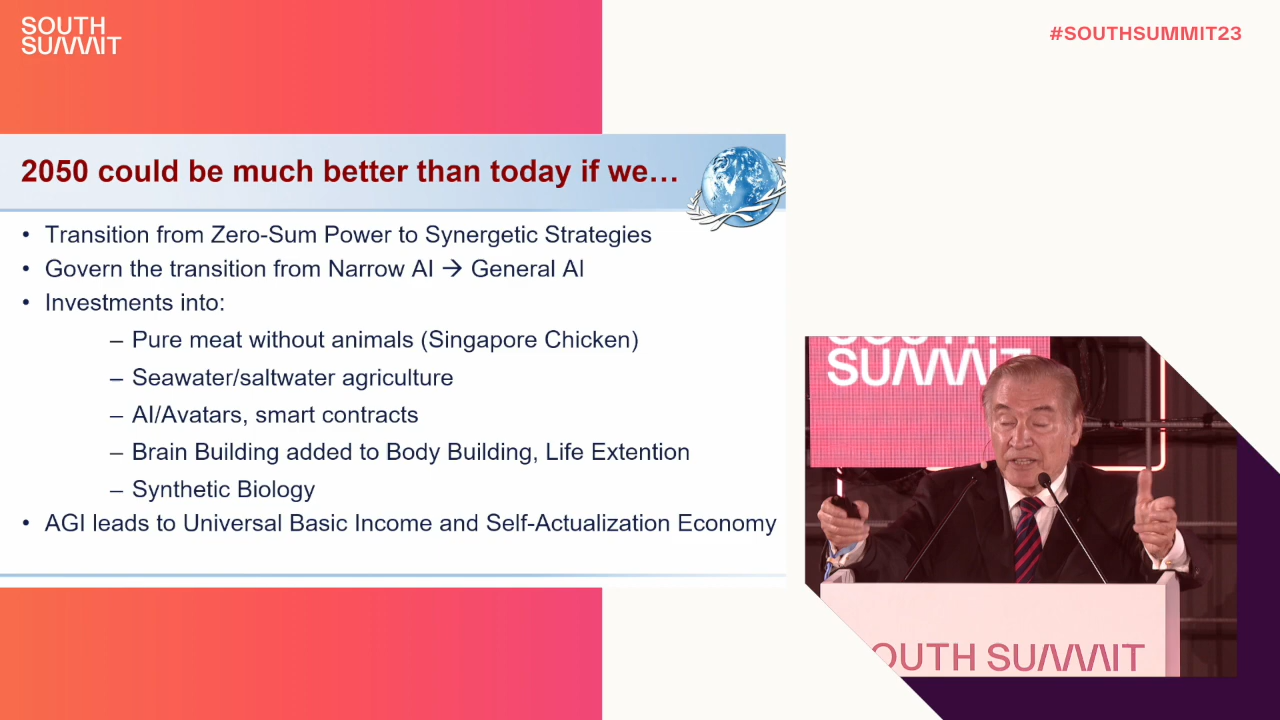 SOUTH
SUMMIT
#SOUTHSUMMIT23
2050 could be much better than today if we…
• Transition from Zero-Sum Power to Synergetic Strategies
• Govern the transition from Narrow AI → General AI
• Investments into:
– Pure meat without animals (Singapore Chicken)
– Seawater/saltwater agriculture
– AI/Avatars, smart contracts
– Brain Building added to Body Building, Life Extention
– Synthetic Biology
• AGI leads to Universal Basic Income and Self-Actualization Economy
SOUTH
SUMMIT
OUTH SUMMIT